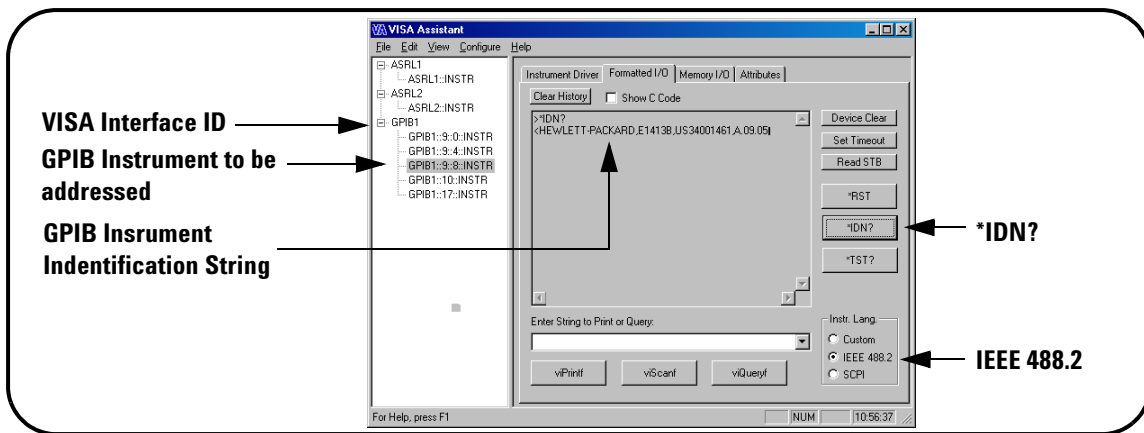 VISA Interface ID
GPIB Instrument to be
addressed
GPIB Insrument
Indentification String
VISA Assistant
File Edit View Configure Help
ASRL1
ASRL1::INSTR
ASRL2
ASRL2::INSTR
GPIB1
GPIB1::9::0::INSTR
GPIB1::9::4::INSTR
GPIB1::9::8::INSTR
GPIB1::10::INSTR
GPIB1::17::INSTR
Instrument Driver Formatted I/O Memory I/O Attributes
Clear History Show C Code
>*IDN?
<HEWLETT-PACKARD,E1413B,US34001461,A.09.05
Device Clear
Set Timeout
Read STB
*RST
*IDN?
*TST?
Enter String to Print or Query:
viPrintf viScanf viQueryf
Instr. Lang.
Custom
IEEE 488.2
SCPI
For Help, press F1 NUM 10:56:37
*IDN?
IEEE 488.2